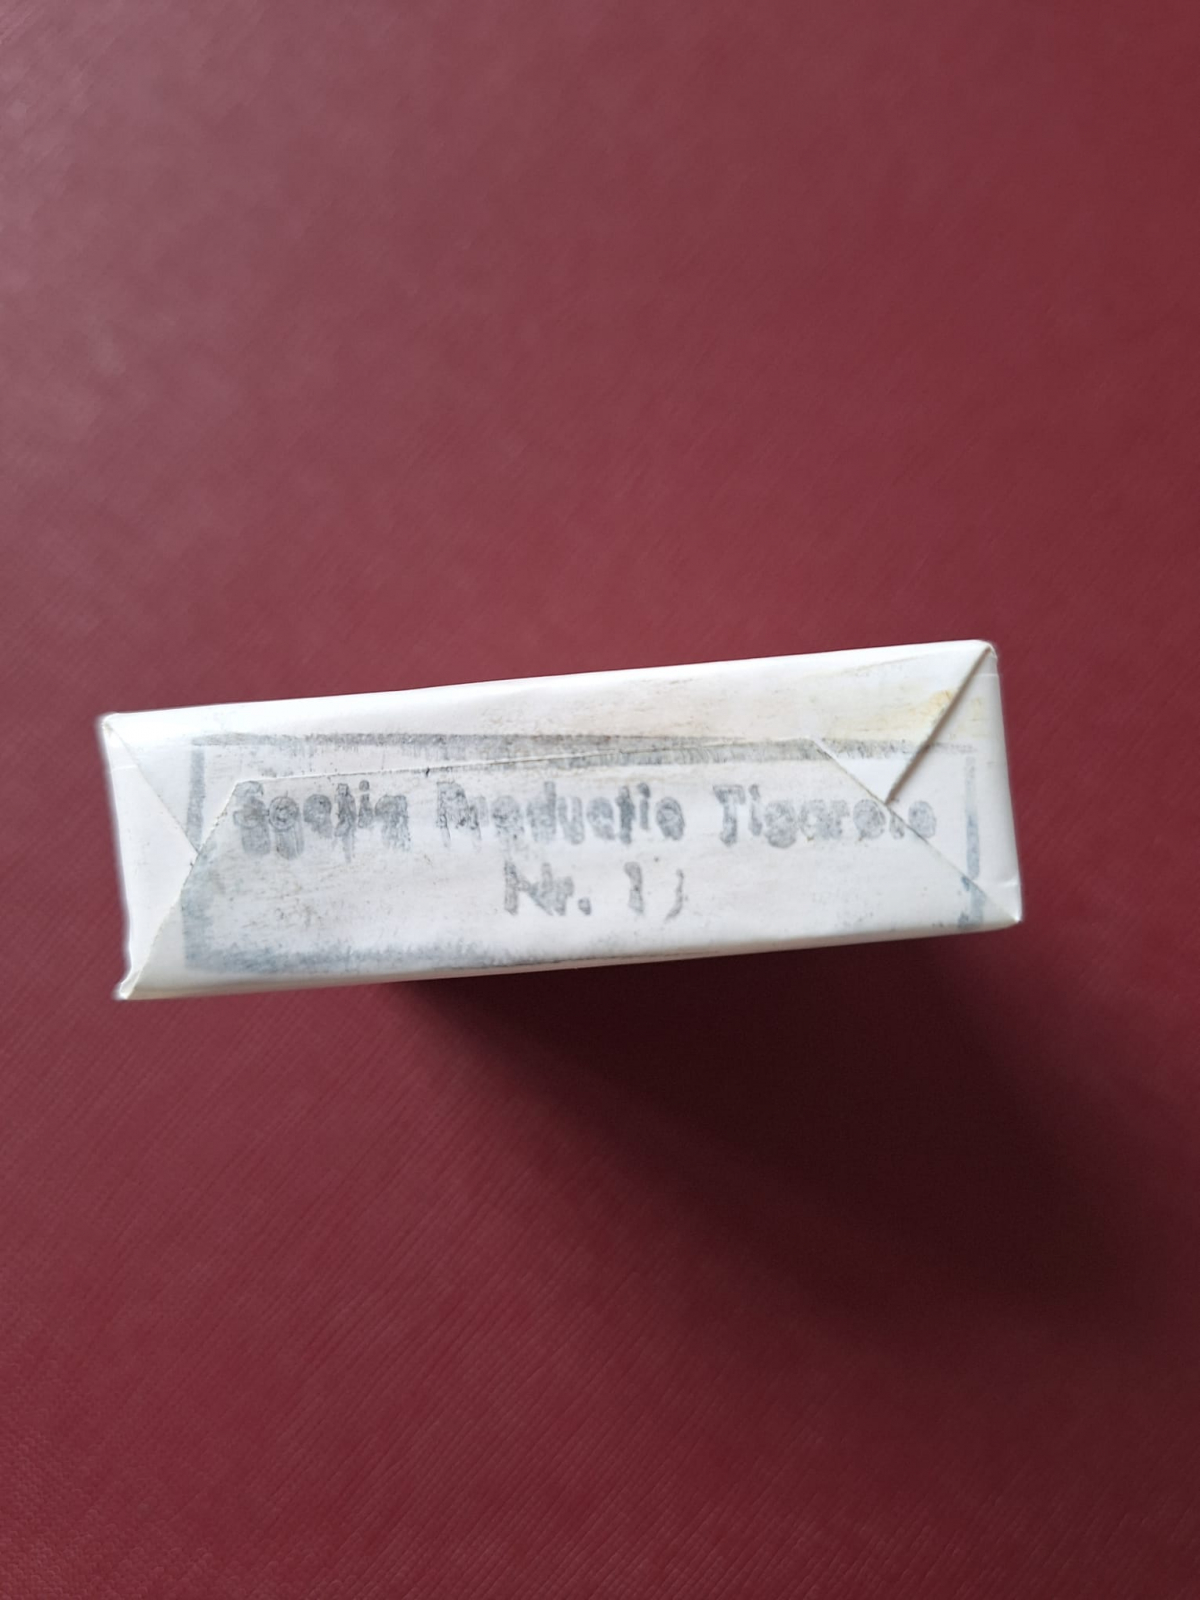 Sectia Productie Tigarete
Nr. 1